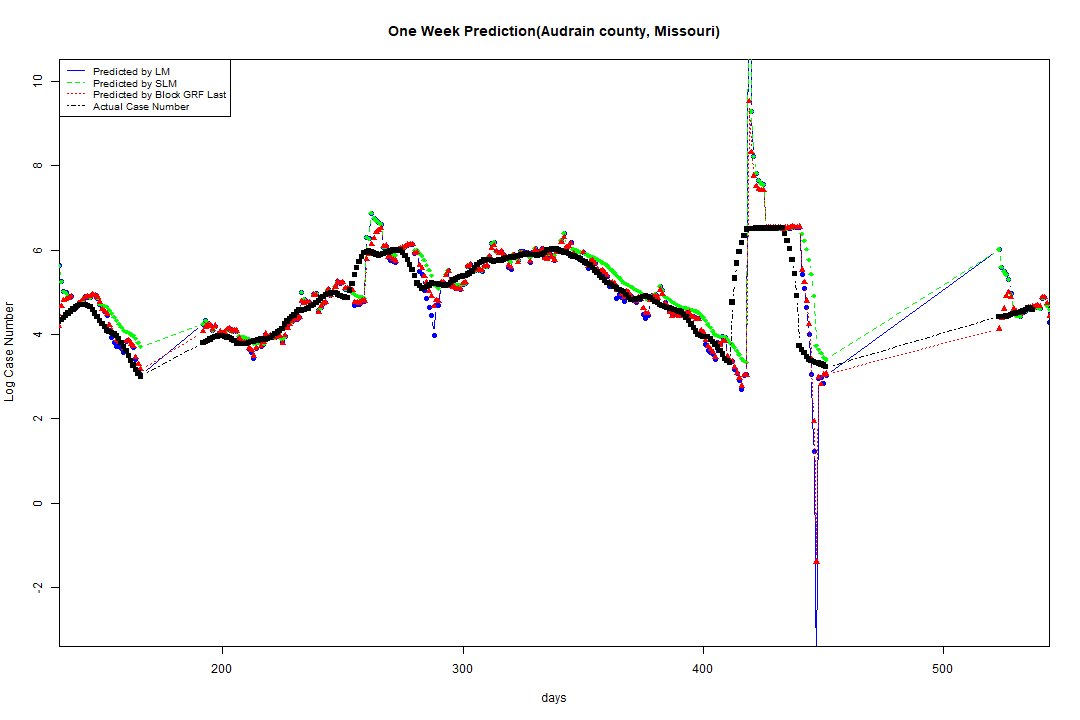 One Week Prediction(Audrain county, Missouri)
Predicted by LM
Predicted by SLM
Predicted by Block GRF Last
Actual Case Number
Log Case Number
10
8
6
4
2
0
-2
200
300
400
500
days